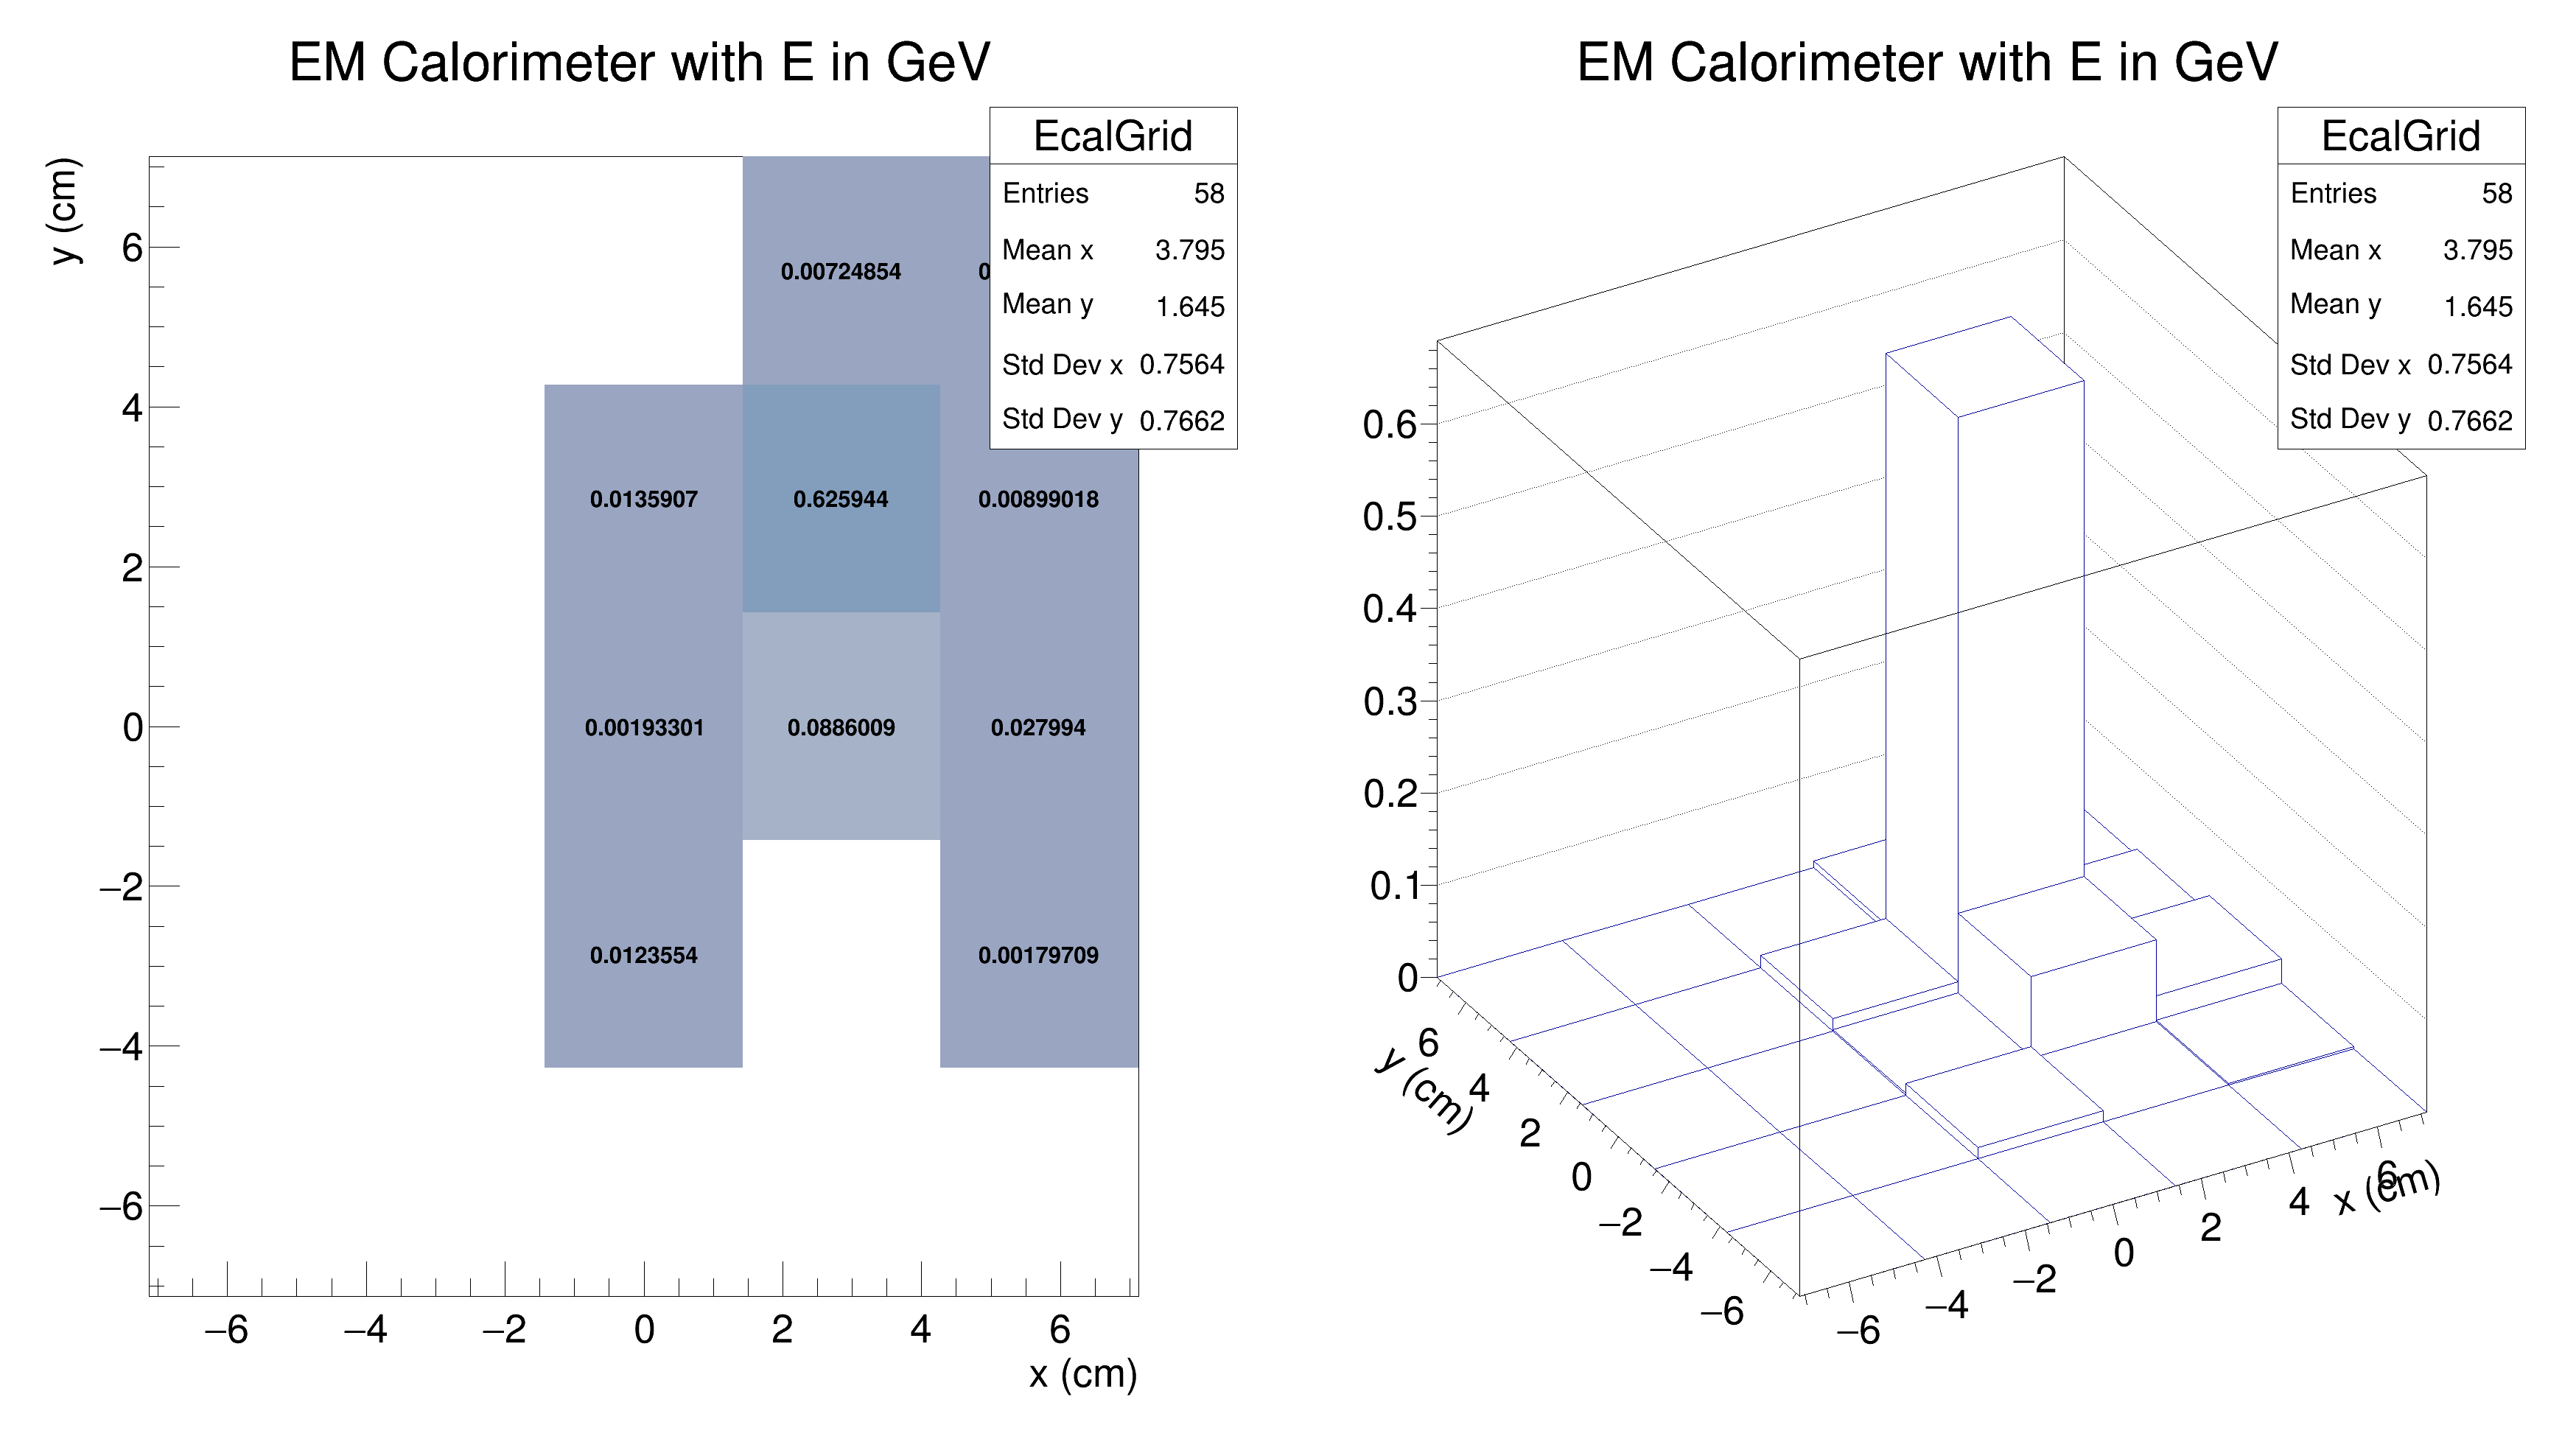 EM Calorimeter with E in GeV
EcalGrid
Entries 58
Mean x 3.795
Mean y 1.645
Std Dev x 0.7564
Std Dev y 0.7662
y (cm)
6
4
2
0
−2
−4
−6
0.00724854
0.0135907 0.625944 0.00899018
0.00193301 0.0886009 0.027994
0.0123554 0.00179709
−6 −4 −2 0 2 4 6
x (cm)
EM Calorimeter with E in GeV
EcalGrid
Entries 58
Mean x 3.795
Mean y 1.645
Std Dev x 0.7564
Std Dev y 0.7662
0.6
0.5
0.4
0.3
0.2
0.1
0
6
4
2
0
−2
−4
−6
y (cm)
−6
−4
−2
0
2
4
6
x (cm)